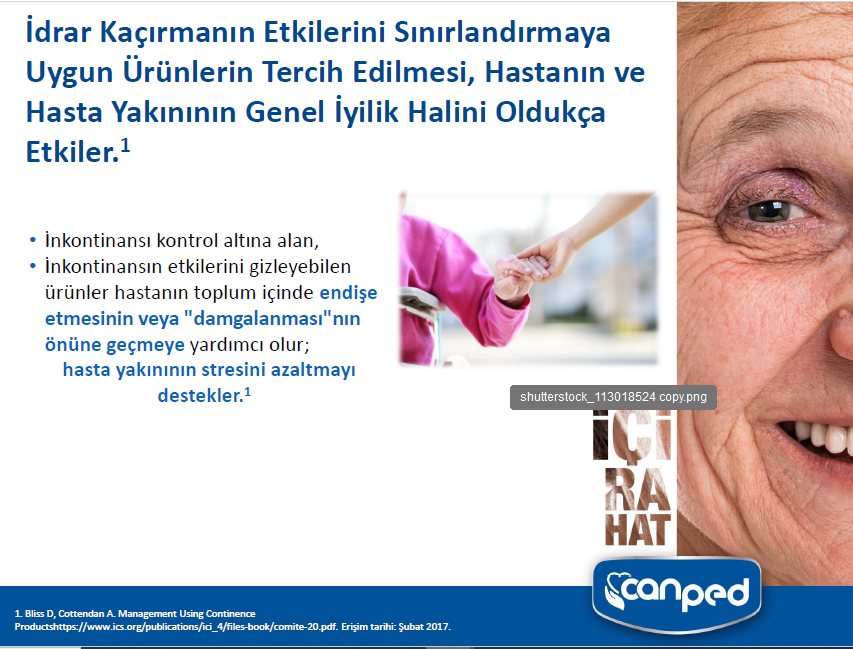 İdrar Kaçırmanın Etkilerini Sınırlandırmaya
Uygun Ürünlerin Tercih Edilmesi, Hastanın ve
Hasta Yakınının Genel İyilik Halini Oldukça
Etkiler.1
• İnkontinansı kontrol altına alan,
• İnkontinansın etkilerini gizleyebilen
ürünler hastanın toplum içinde endişe
etmesinin veya "damgalanması"nın
önüne geçmeye yardımcı olur;
hasta yakınının stresini azaltmayı
destekler.1
shutterstock_113018524 copy.png
İÇİ
RA
HAT
canped
1. Bliss D, Cottendan A. Management Using Continence
Productshttps://www.ics.org/publications/ici_4/files-book/comite-20.pdf. Erişim tarihi: Şubat 2017.